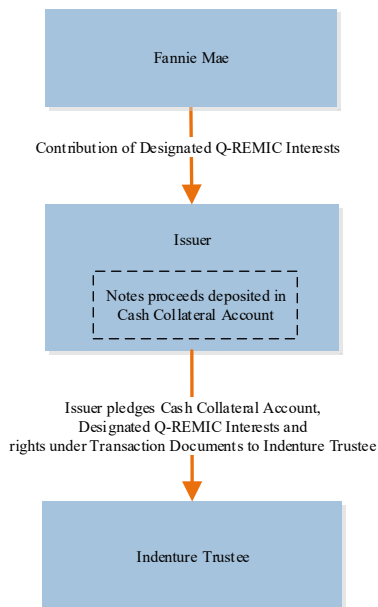 Fannie Mae
Contribution of Designated Q-REMIC Interests
Issuer
Notes proceeds deposited in
Cash Collateral Account
Issuer pledges Cash Collateral Account,
Designated Q-REMIC Interests and
rights under Transaction Documents to Indenture Trustee
Indenture Trustee